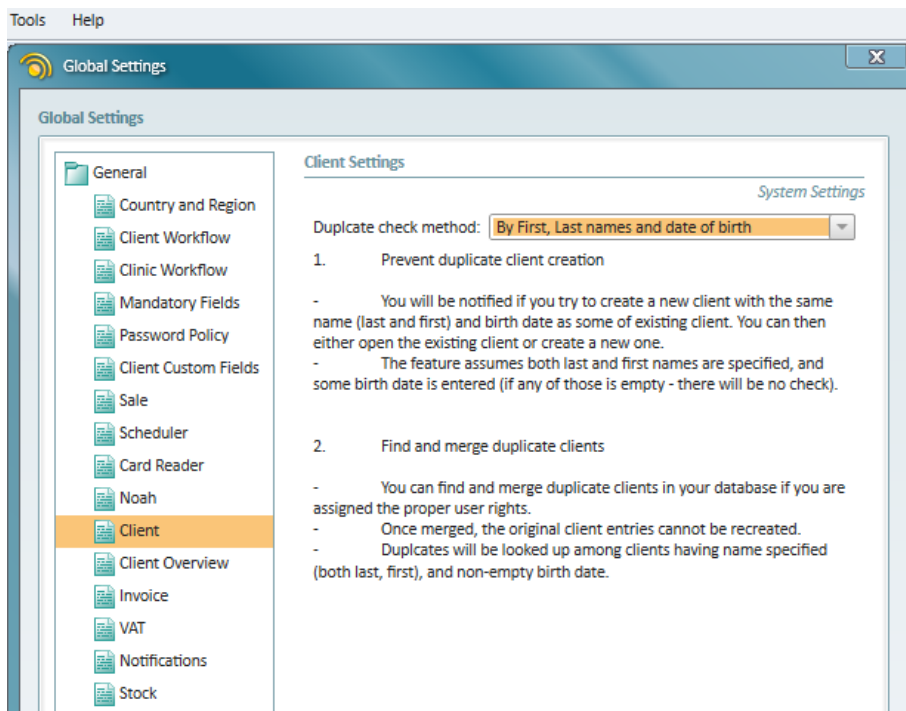 Tools Help
Global Settings
X
Global Settings
General
Country and Region
Client Workflow
Clinic Workflow
Mandatory Fields
Password Policy
Client Custom Fields
Sale
Scheduler
Card Reader
Noah
Client
Client Overview
Invoice
VAT
Notifications
Stock
Client Settings
System Settings
Duplcate check method: By First, Last names and date of birth
1. Prevent duplicate client creation
- You will be notified if you try to create a new client with the same
name (last and first) and birth date as some of existing client. You can then
either open the existing client or create a new one.
- The feature assumes both last and first names are specified, and
some birth date is entered (if any of those is empty - there will be no check).
2. Find and merge duplicate clients
- You can find and merge duplicate clients in your database if you are
assigned the proper user rights.
- Once merged, the original client entries cannot be recreated.
- Duplcates will be looked up among clients having name specified
(both last, first), and non-empty birth date.